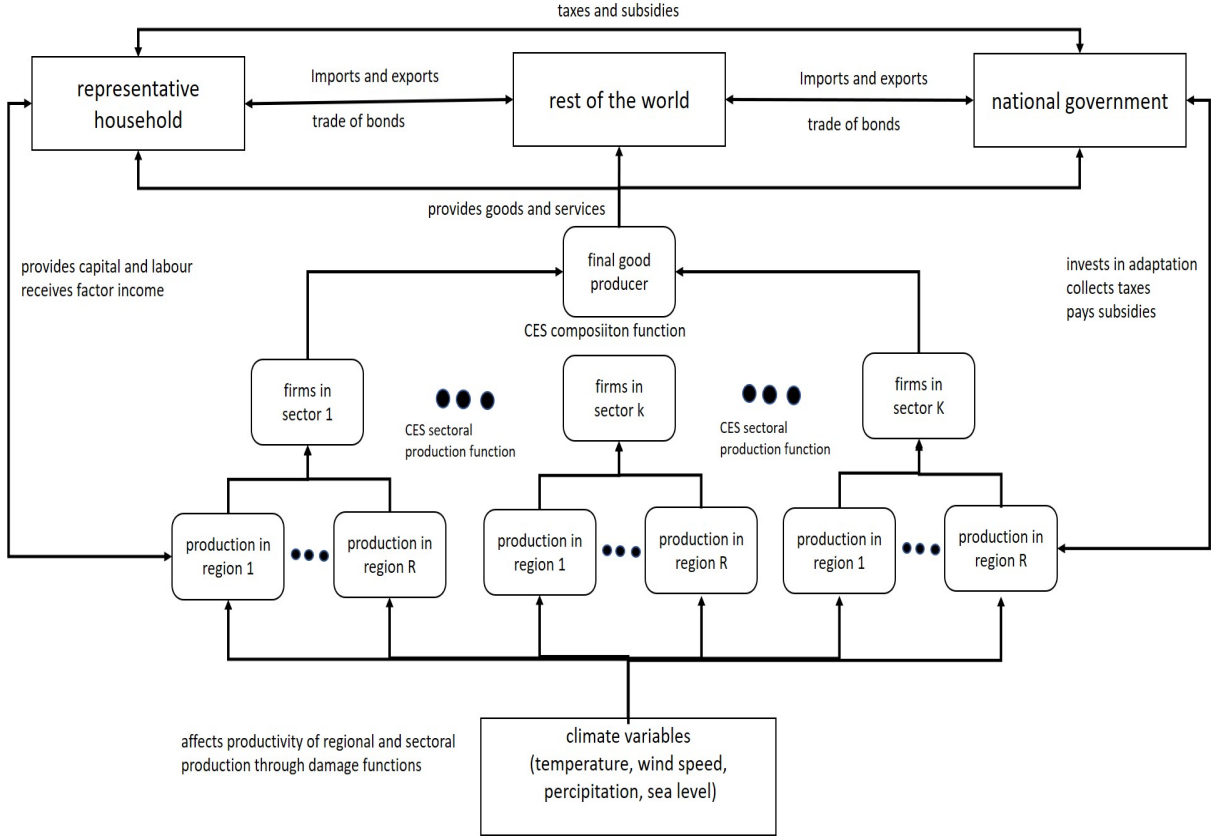 taxes and subsidies
representative
household
Imports and exports
trade of bonds
rest of the world
Imports and exports
trade of bonds
national government
provides goods and services
provides capital and labour
receives factor income
final good
producer
invests in adaptation
collects taxes
pays subsidies
CES composiiton function
firms in
sector 1
CES sectoral
production function
firms in
sector k
CES sectoral
production function
firms in
sector K
production in
region 1
production in
region R
production in
region 1
production in
region R
production in
region 1
production in
region R
affects productivity of regional and sectoral
production through damage functions
climate variables
(temperature, wind speed,
percipitation, sea level)